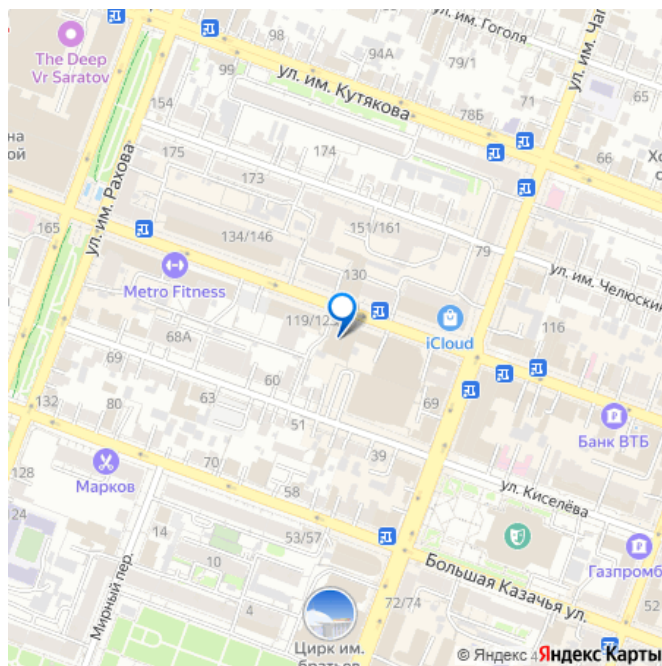 98
ул. им. Гоголя
The Deep
Vr Saratov
94А
79/1
65
99
ул. им. Кутякова
154
78Б
71
66
175
174
173
ул. им. Рахова
165
134/146
151/161
79
ул. им. Челюскин
130
Metro Fitness
119/12
iCloud
116
68А
69
60
63
132
80
51
69
Банк ВТБ
70
39
128
Марков
58
ул. Киселёва
24
14
53/57
Мирный пер.
10
Большая Казачья ул.
Газпромб
4
72/74
52
Цирк им.
братьев
© Яндекс
Яндекс Карты